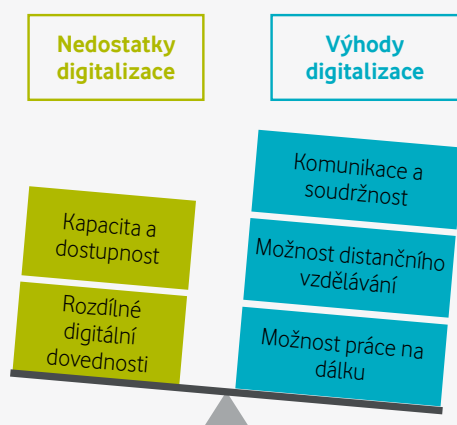 Nedostatky
digitalizace
Výhody
digitalizace
Kapacita a
dostupnost
Rozdílné
digitální
dovednosti
Komunikace a
soudržnost
Možnost distančního
vzdělávání
Možnost práce na
dálku